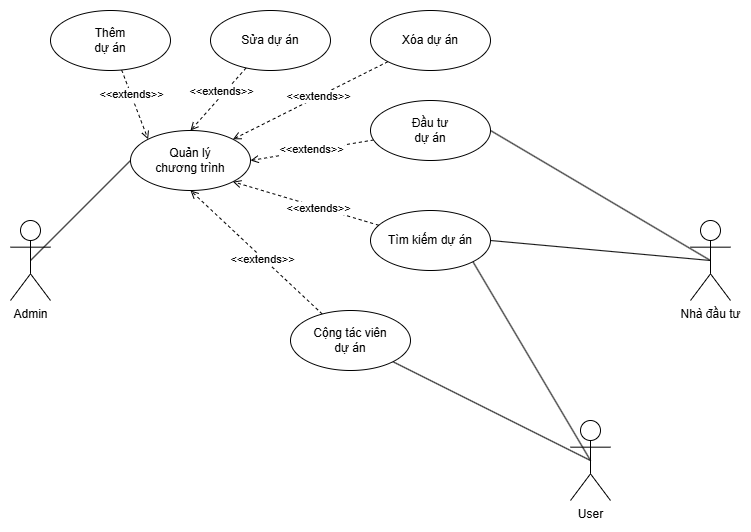 Thêm
dự án
Sửa dự án
Xóa dự án
<<extends>>
<<extends>>
<<extends>>
Đầu tư
dự án
<<extends>>
Quản lý
chương trình
<<extends>>
Tìm kiếm dự án
<<extends>>
Admin
Nhà đầu tư
Cộng tác viên
dự án
User